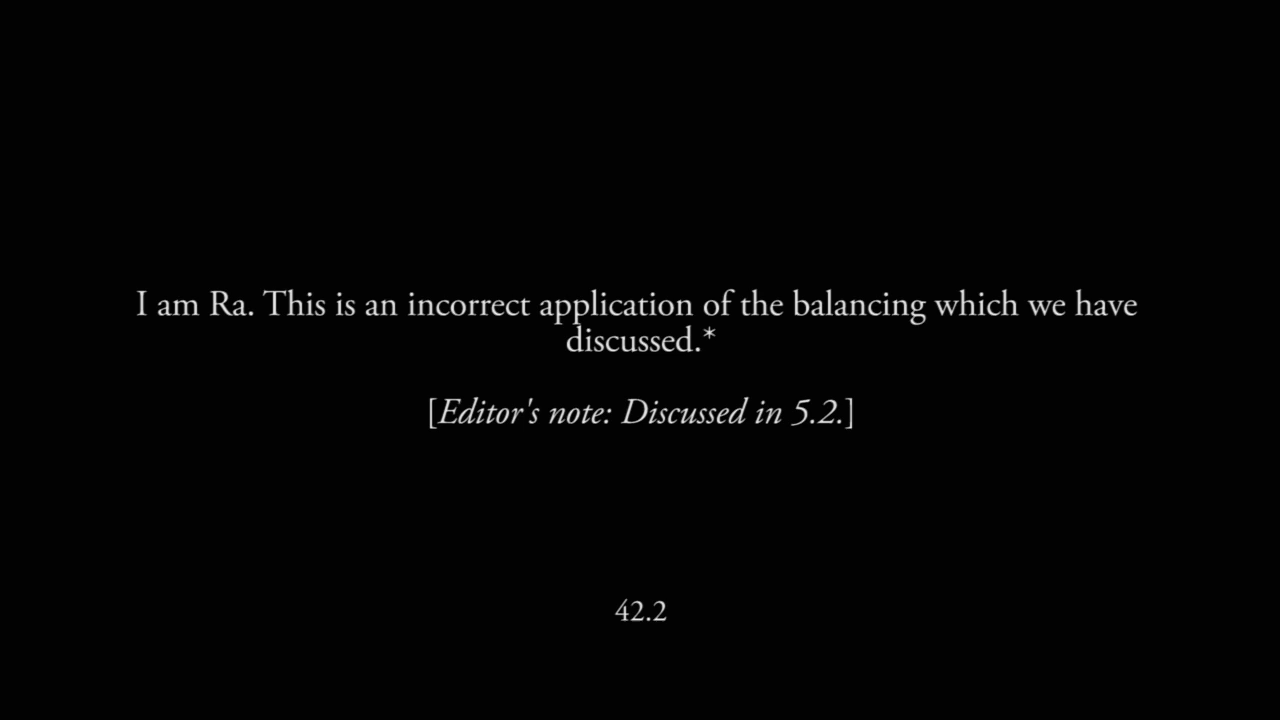 I am Ra. This is an incorrect application of the balancing which we have
discussed.*
[Editor's note: Discussed in 5.2.]
42.2